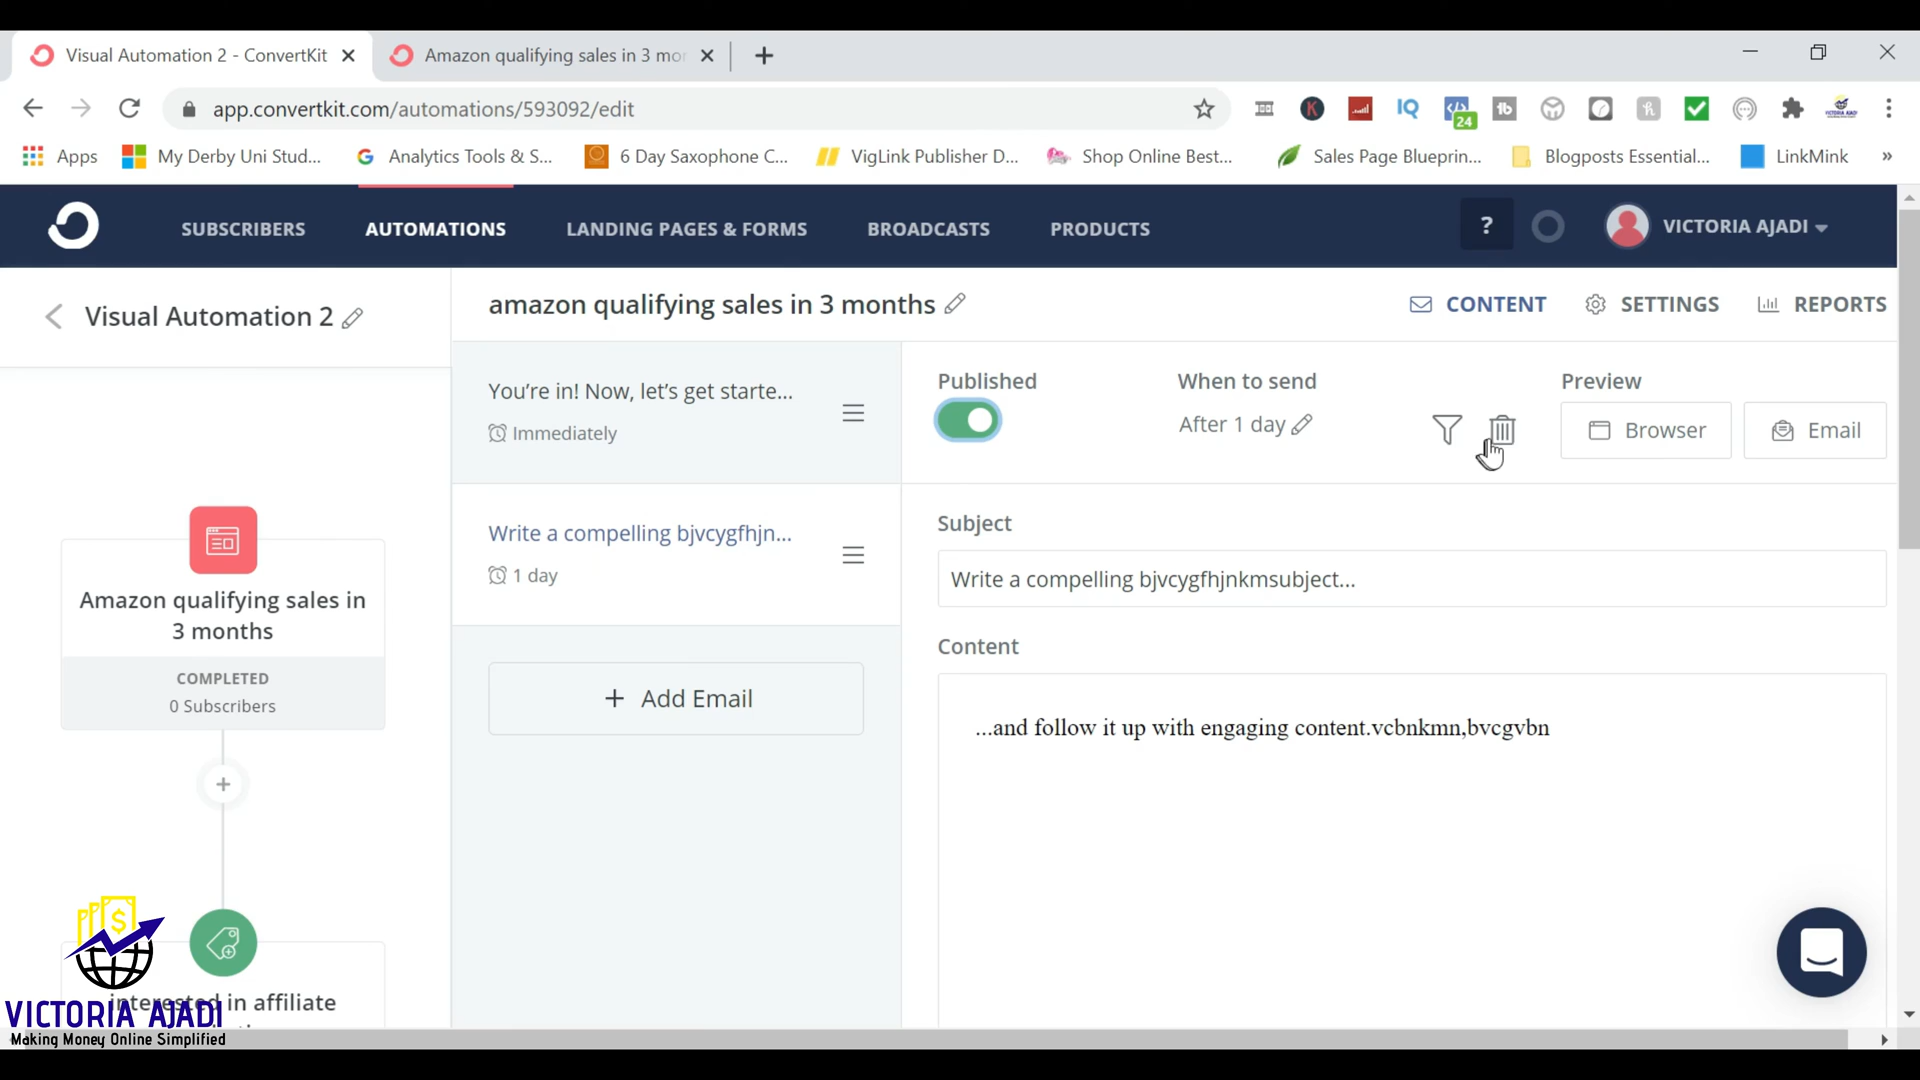 Visual Automation 2 - ConvertKit
Amazon qualifying sales in 3 mo
app.convertkit.com/automations/593092/edit
24
Apps
My Derby Uni Stud...
Analytics Tools & S...
6 Day Saxophone C...
VigLink Publisher D...
Shop Online Best...
Sales Page Blueprin...
Blogposts Essential...
LinkMink
»
SUBSCRIBERS
AUTOMATIONS
LANDING PAGES & FORMS
BROADCASTS
PRODUCTS
?
VICTORIA AJADI
Visual Automation 2
amazon qualifying sales in 3 months
CONTENT
SETTINGS
REPORTS
You're in! Now, let's get starte...
Immediately
Write a compelling bjvcygfhjn...
1 day
+ Add Email
Published
When to send
After 1 day
Preview
Browser
Email
Subject
Write a compelling bjvcygfhjnkmsubject...
Content
...and follow it up with engaging content.vcbnkmn,bvcgvbn
Amazon qualifying sales in
3 months
COMPLETED
0 Subscribers
+
interested in affiliate
VICTORIA AJADI
Making Money Online Simplified